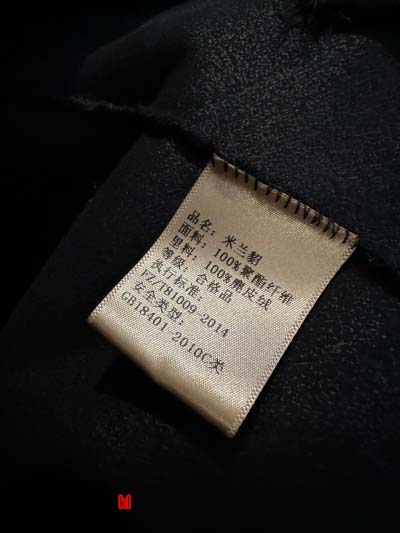 品名: 米兰貂
面料: 100%聚酯纤维
里料: 100%麂皮绒
等级: 合格品
执行标准:
FZ/T81009-2014
安全类型:
GB18401 2010C类
kl